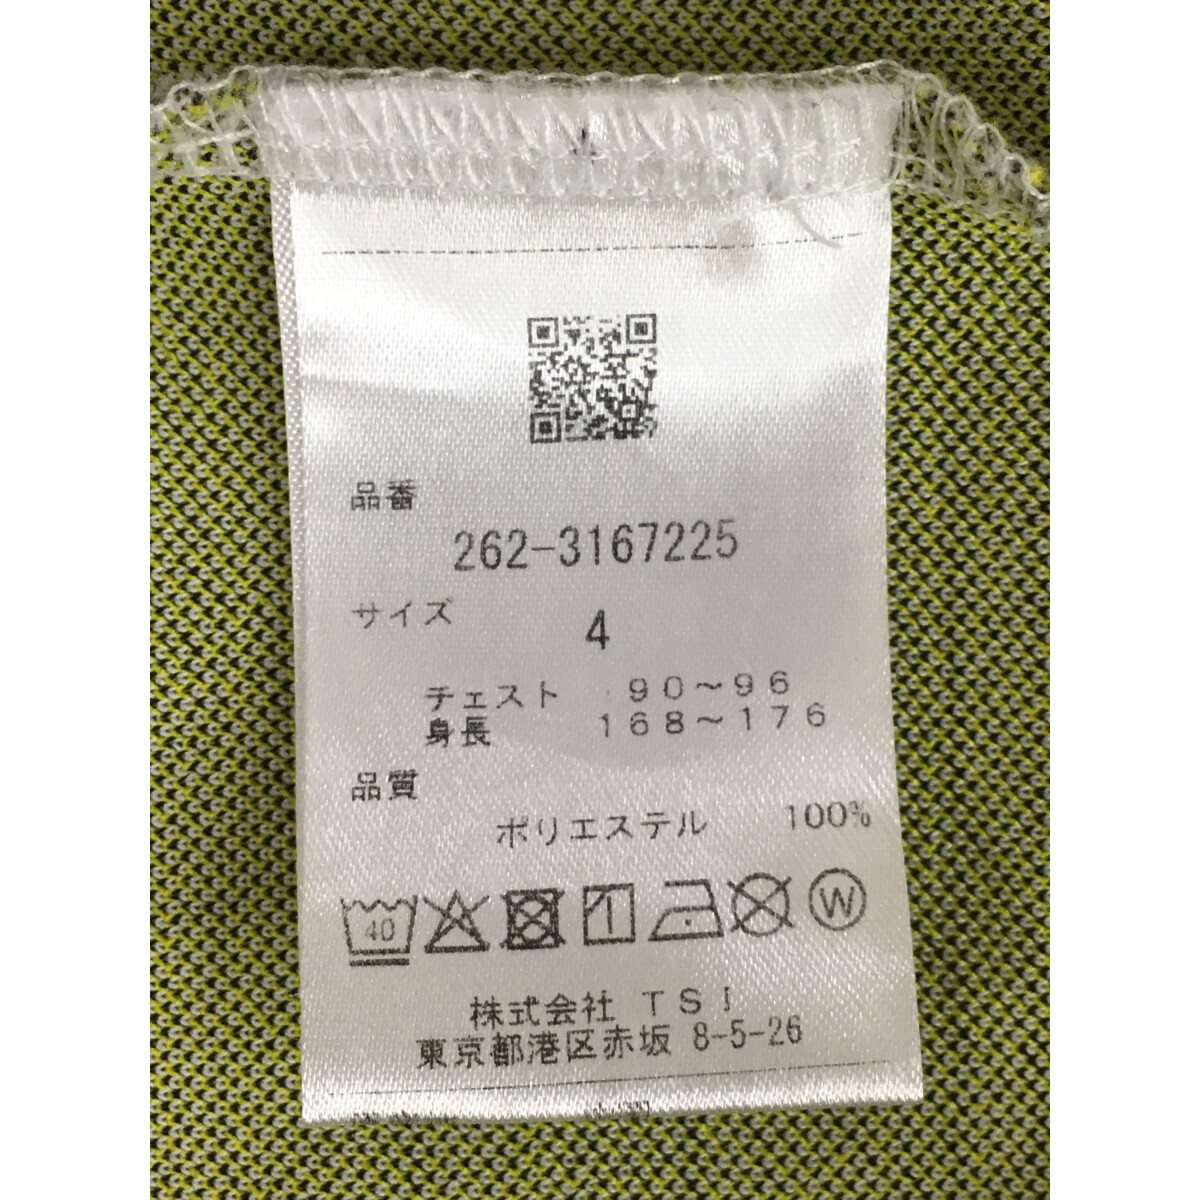 品番
262-3167225
サイズ
4
チェスト 90～96
身長 168～176
品質
ポリエステル 100%
40 W
株式会社 TSI
東京都港区赤坂 8-5-26